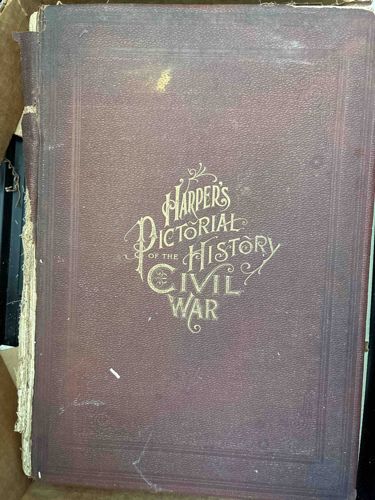 HARPER'S
PICTORIAL
OF THE HISTORY
CIVIL
WAR